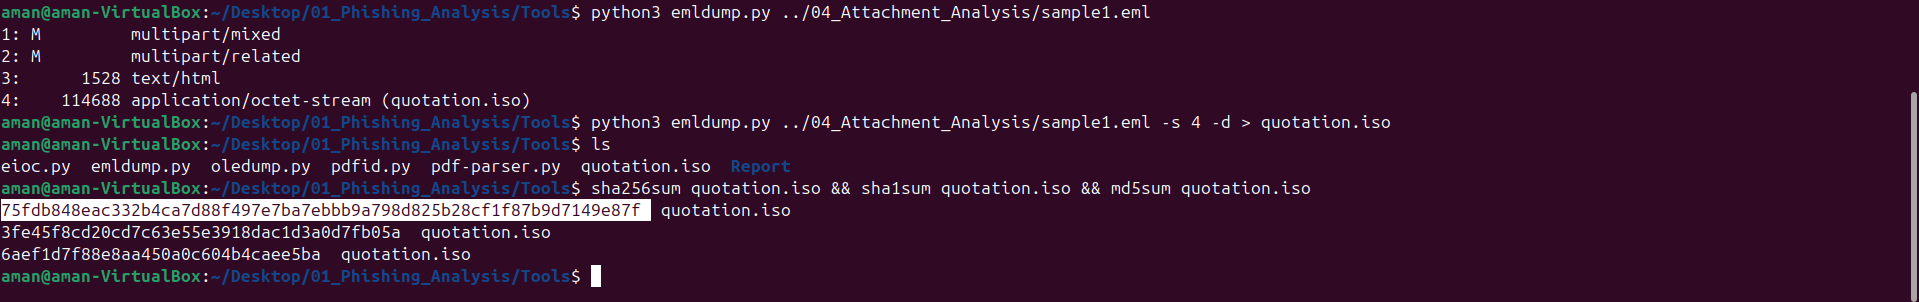 aman@aman-VirtualBox:~/Desktop/01_Phishing_Analysis/Tools$ python3 emldump.py ../04_Attachment_Analysis/sample1.eml
1: M         multipart/mixed
2: M         multipart/related
3:      1528 text/html
4:    114688 application/octet-stream (quotation.iso)
aman@aman-VirtualBox:~/Desktop/01_Phishing_Analysis/Tools$ python3 emldump.py ../04_Attachment_Analysis/sample1.eml -s 4 -d > quotation.iso
aman@aman-VirtualBox:~/Desktop/01_Phishing_Analysis/Tools$ ls
eioc.py  emldump.py  oledump.py  pdfid.py  pdf-parser.py  quotation.iso  Report
aman@aman-VirtualBox:~/Desktop/01_Phishing_Analysis/Tools$ sha256sum quotation.iso && sha1sum quotation.iso && md5sum quotation.iso
75fdb848eac332b4ca7d88f497e7ba7ebbb9a798d825b28cf1f87b9d7149e87f  quotation.iso
3fe45f8cd20cd7c63e55e3918dac1d3a0d7fb05a  quotation.iso
6aef1d7f88e8aa450a0c604b4caee5ba  quotation.iso
aman@aman-VirtualBox:~/Desktop/01_Phishing_Analysis/Tools$